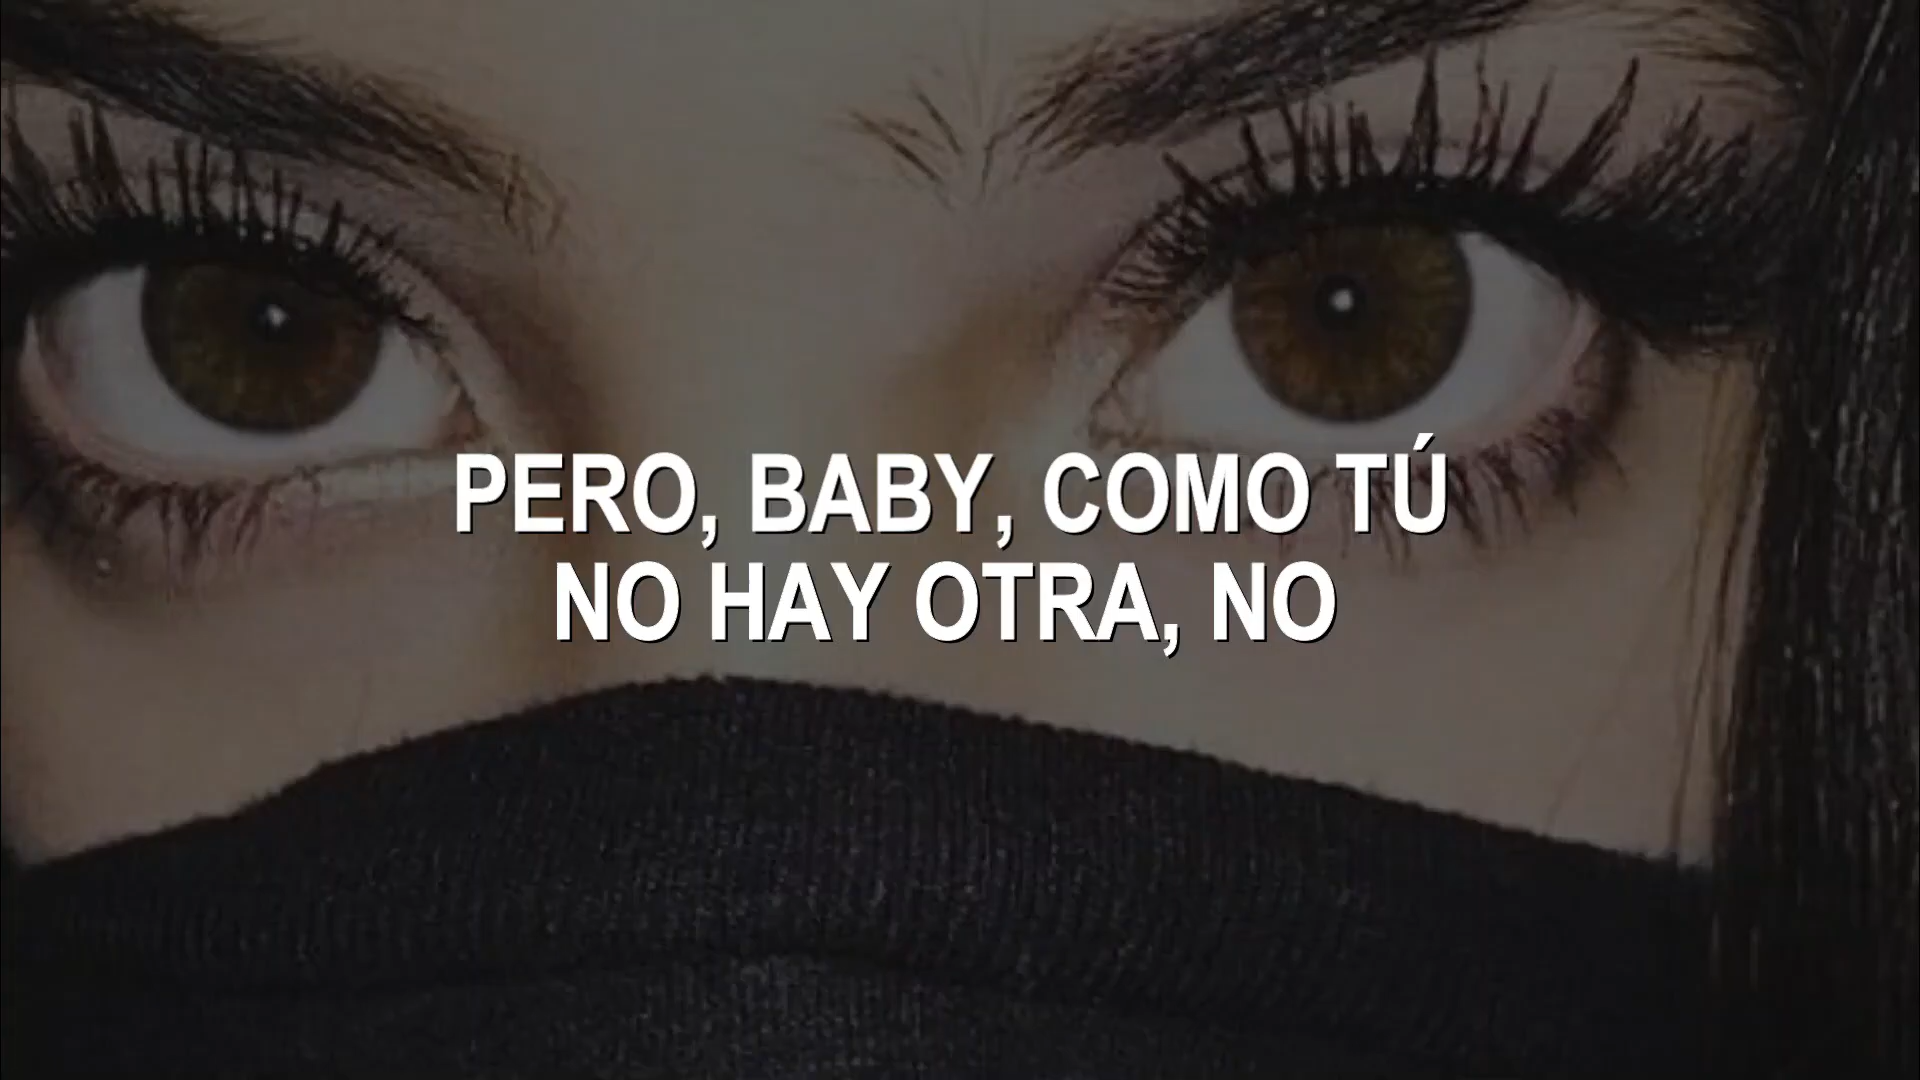 PERO, BABY, COMO TÚ
NO HAY OTRA, NO